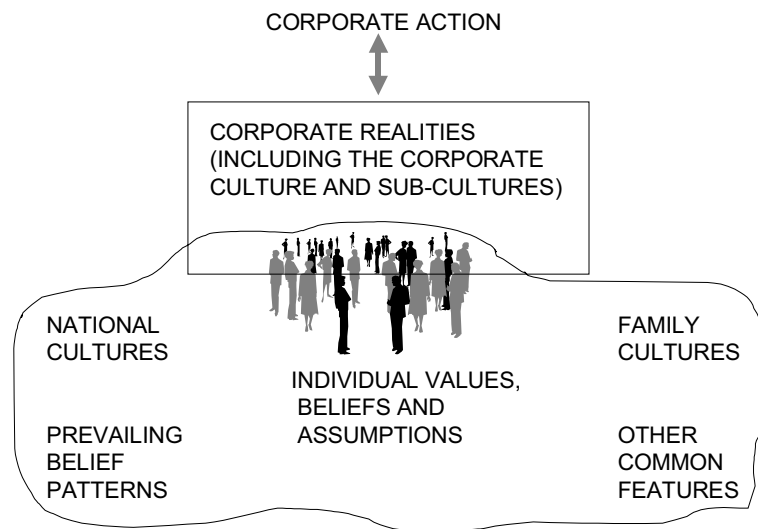 CORPORATE ACTION
CORPORATE REALITIES
(INCLUDING THE CORPORATE
CULTURE AND SUB-CULTURES)
NATIONAL
CULTURES
FAMILY
CULTURES
INDIVIDUAL VALUES,
BELIEFS AND
ASSUMPTIONS
PREVAILING
BELIEF
PATTERNS
OTHER
COMMON
FEATURES